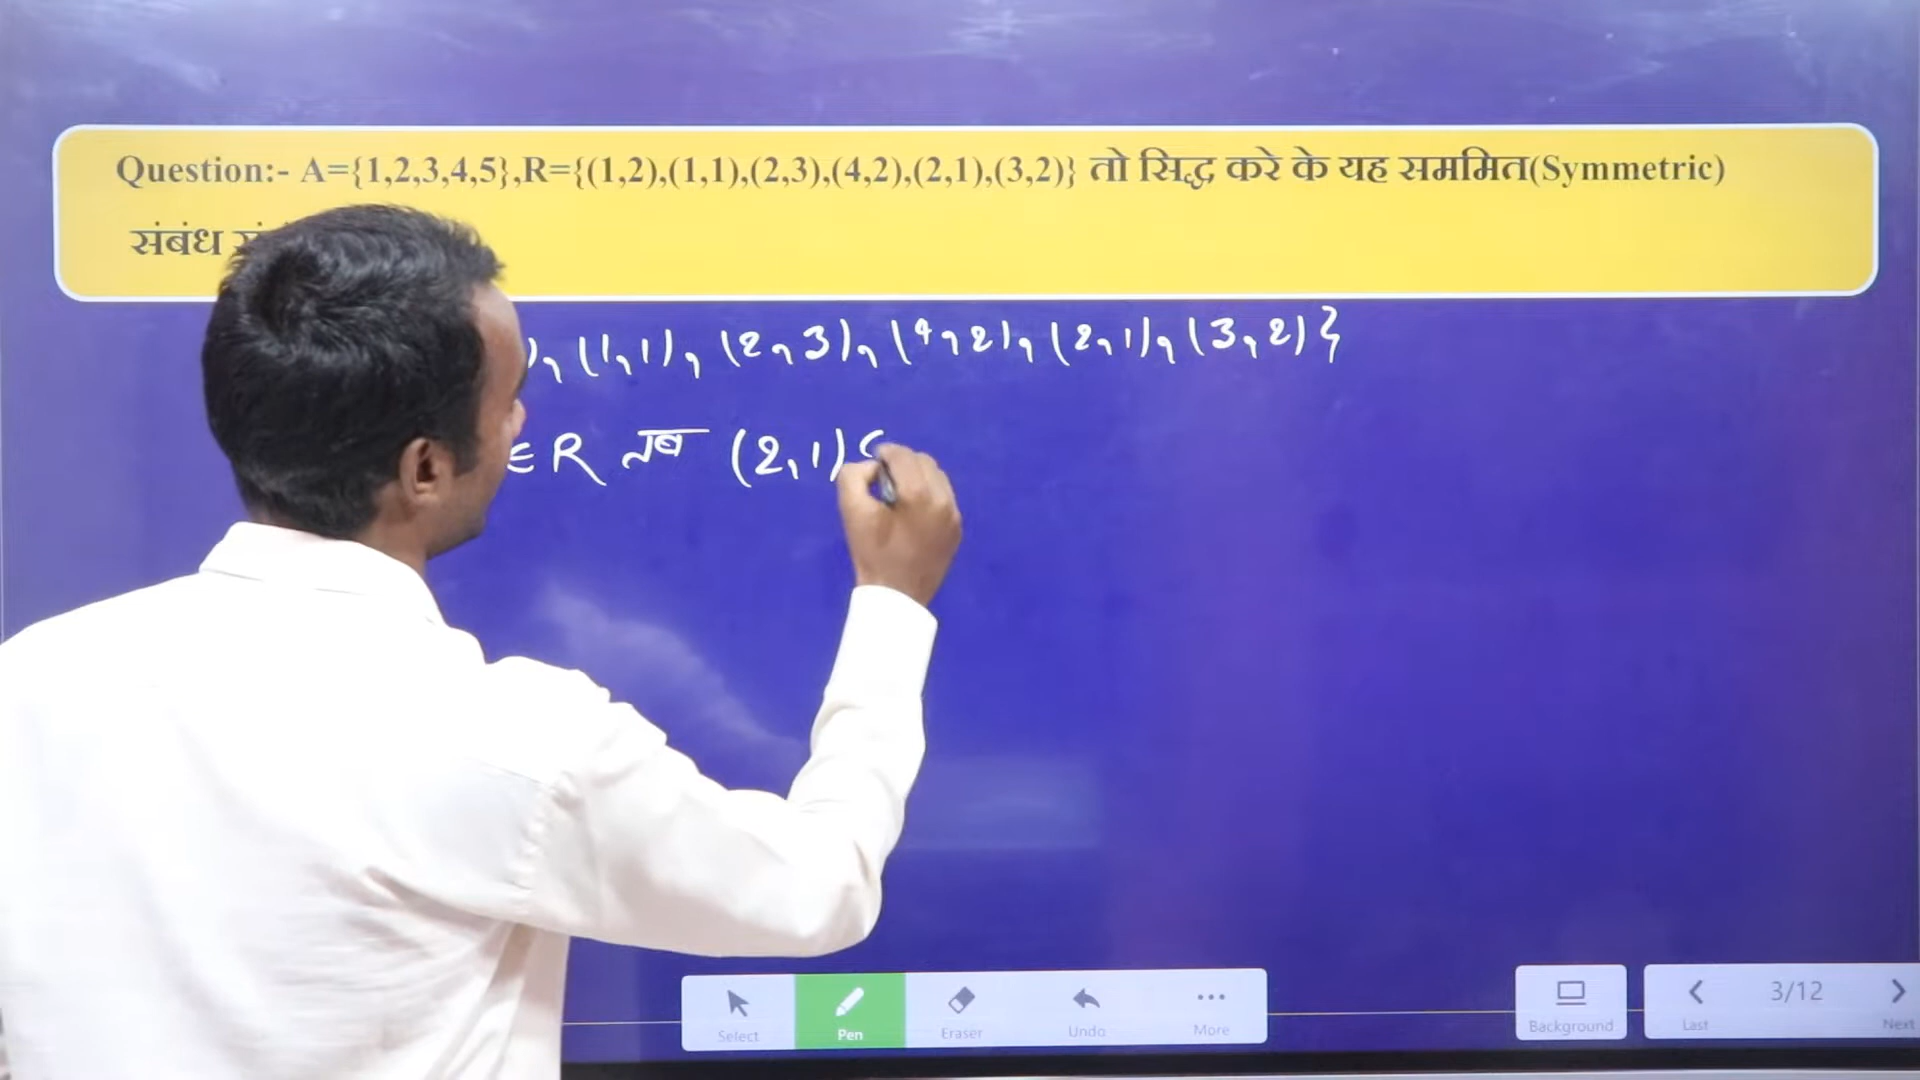 Question:- A={1,2,3,4,5},R={(1,2),(1,1),(2,3),(4,2),(2,1),(3,2)} तो सिद्ध करे के यह सममित(Symmetric)
संबंध
), (1,1), (2,3), (4,2), (2,1), (3,2)}
∈ R तब (2,1)
Select Pen Eraser Undo More
Background
Last 3/12 Next